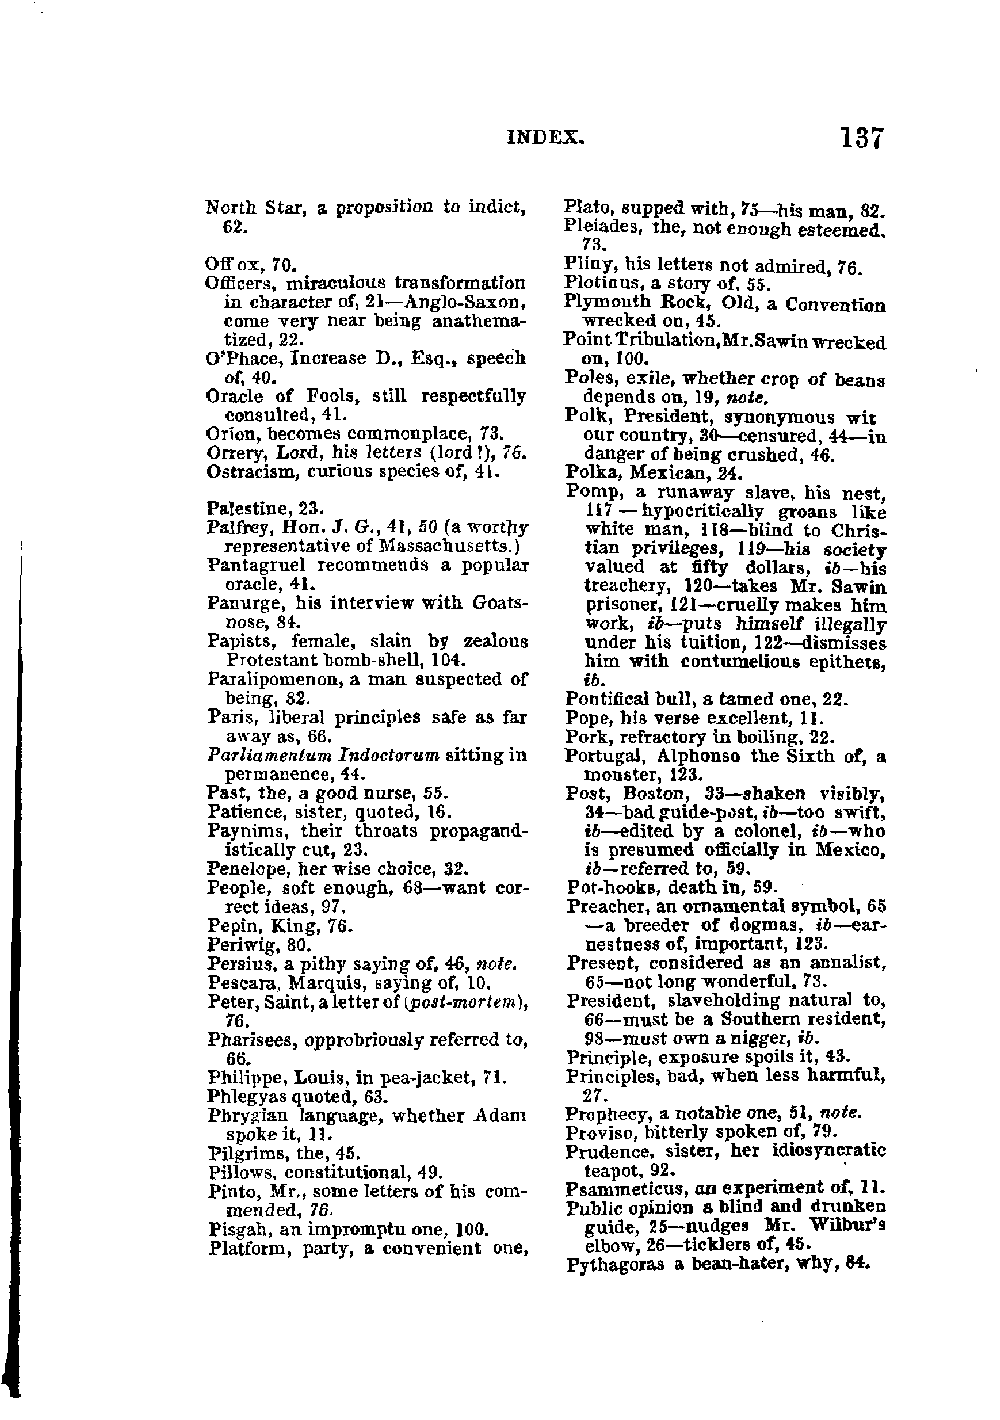 INDEX. 137
North Star, a proposition to indict,
62.
Off ox, 70.
Officers, miraculous transformation
in character of, 21—Anglo-Saxon,
come very near being anathema-
tized, 22.
O'Phace, Increase D., Esq., speech
of, 40.
Oracle of Fools, still respectfully
consulted, 41.
Orion, becomes commonplace, 73.
Orrery, Lord, his letters (lord!), 76.
Ostracism, curious species of, 41.
Palestine, 23.
Palfrey, Hon. J. G., 41, 50 (a worthy
representative of Massachusetts.)
Pantagruel recommends a popular
oracle, 41.
Panurge, his interview with Goats-
nose, 84.
Papists, female, slain by zealous
Protestant bomb-shell, 104.
Paralipomenon, a man suspected of
being, 82.
Paris, liberal principles safe as far
away as, 66.
Parliamentum Indoctorum sitting in
permanence, 44.
Past, the, a good nurse, 55.
Patience, sister, quoted, 16.
Paynims, their throats propagand-
istically cut, 23.
Penelope, her wise choice, 32.
People, soft enough, 68—want cor-
rect ideas, 97.
Pepin, King, 76.
Periwig, 80.
Persius, a pithy saying of, 46, note.
Pescara, Marquis, saying of, 10.
Peter, Saint, a letter of (post-mortem),
76.
Pharisees, opprobriously referred to,
66.
Philippe, Louis, in pea-jacket, 71.
Phlegyas quoted, 63.
Phrygian language, whether Adam
spoke it, 11.
Pilgrims, the, 45.
Pillows, constitutional, 49.
Pinto, Mr., some letters of his com-
mended, 76.
Pisgah, an impromptu one, 100.
Platform, party, a convenient one,
Plato, supped with, 75—his man, 82.
Pleiades, the, not enough esteemed,
73.
Pliny, his letters not admired, 76.
Plotinus, a story of, 55.
Plymouth Rock, Old, a Convention
wrecked on, 45.
Point Tribulation, Mr. Sawin wrecked
on, 100.
Poles, exile, whether crop of beans
depends on, 19, note.
Polk, President, synonymous wit
our country, 30—censured, 44—in
danger of being crushed, 46.
Polka, Mexican, 24.
Pomp, a runaway slave, his nest,
117—hypocritically groans like
white man, 118—blind to Chris-
tian privileges, 119—his society
valued at fifty dollars, ib—his
treachery, 120—takes Mr. Sawin
prisoner, 121—cruelly makes him
work, ib—puts himself illegally
under his tuition, 122—dismisses
him with contumelious epithets,
ib.
Pontifical bull, a tamed one, 22.
Pope, his verse excellent, 11.
Pork, refractory in boiling, 22.
Portugal, Alphonso the Sixth of, a
monster, 123.
Post, Boston, 33—shaken visibly,
34—bad guide-post, ib—too swift,
ib—edited by a colonel, ib—who
is presumed officially in Mexico,
ib—referred to, 59.
Pot-hooks, death in, 59.
Preacher, an ornamental symbol, 65
—a breeder of dogmas, ib—ear-
nestness of, important, 123.
Present, considered as an annalist,
65—not long wonderful, 73.
President, slaveholding natural to,
66—must be a Southern resident,
98—must own a nigger, ib.
Principle, exposure spoils it, 43.
Principles, bad, when less harmful,
27.
Prophecy, a notable one, 51, note.
Proviso, bitterly spoken of, 79.
Prudence, sister, her idiosyncratic
teapot, 92.
Psammeticus, an experiment of, 11.
Public opinion a blind and drunken
guide, 25—nudges Mr. Wilbur's
elbow, 26—ticklers of, 45.
Pythagoras a bean-hater, why, 84.